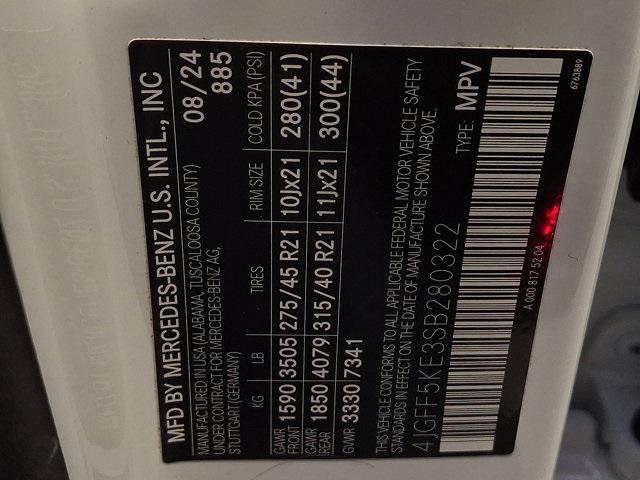 MFD BY MERCEDES-BENZ U.S. INTL., INC
MANUFACTURED IN USA (ALABAMA, TUSCALOOSA COUNTY) 08/24
UNDER CONTRACT FOR MERCEDES-BENZ AG, 885
STUTTGART (GERMANY)
KG LB TIRES RIM SIZE COLD KPA (PSI)
GAWR FRONT 1590 3505 275/45 R21 10Jx21 280(41)
GAWR REAR 1850 4079 315/40 R21 11Jx21 300(44)
GVWR 3330 7341
THIS VEHICLE CONFORMS TO ALL APPLICABLE FEDERAL MOTOR VEHICLE SAFETY
STANDARDS IN EFFECT ON THE DATE OF MANUFACTURE SHOWN ABOVE.
4JGFF5KE3SB280322 TYPE: MPV
A 000 817 52 04 6763889